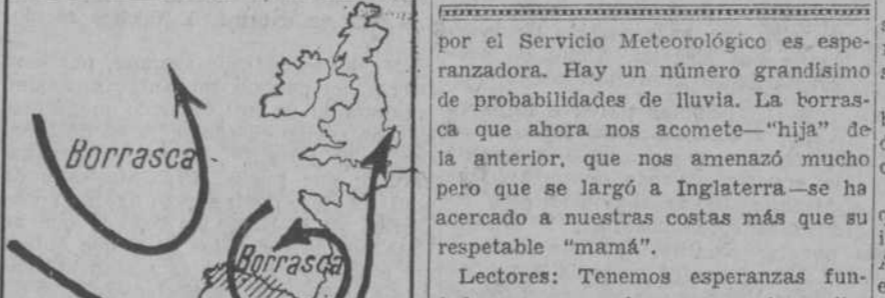 Borrasca
Borrasca
por el Servicio Meteorológico es espe-
ranzadora. Hay un número grandísimo
de probabilidades de lluvia. La borras-
ca que ahora nos acomete—"hija" de
la anterior, que nos amenazó mucho
pero que se largó a Inglaterra—se ha
acercado a nuestras costas más que su
respetable "mamá".
Lectores: Tenemos esperanzas fun-